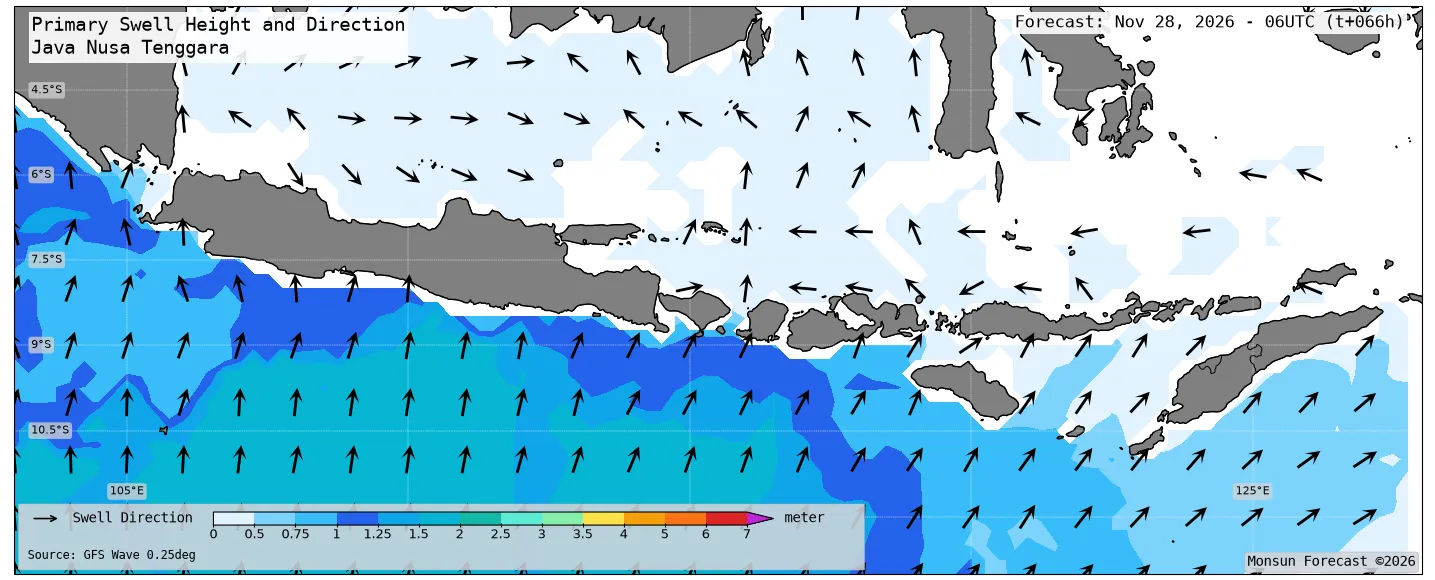 Primary Swell Height and Direction
Java Nusa Tenggara
Forecast: Nov 28, 2026 - 06UTC (t+066h)
4.5°S
6°S
7.5°S
9°S
10.5°S
105°E
125°E
Swell Direction
0 0.5 0.75 1 1.25 1.5 2 2.5 3 3.5 4 5 6 7
meter
Source: GFS Wave 0.25deg
Monsun Forecast ©2026